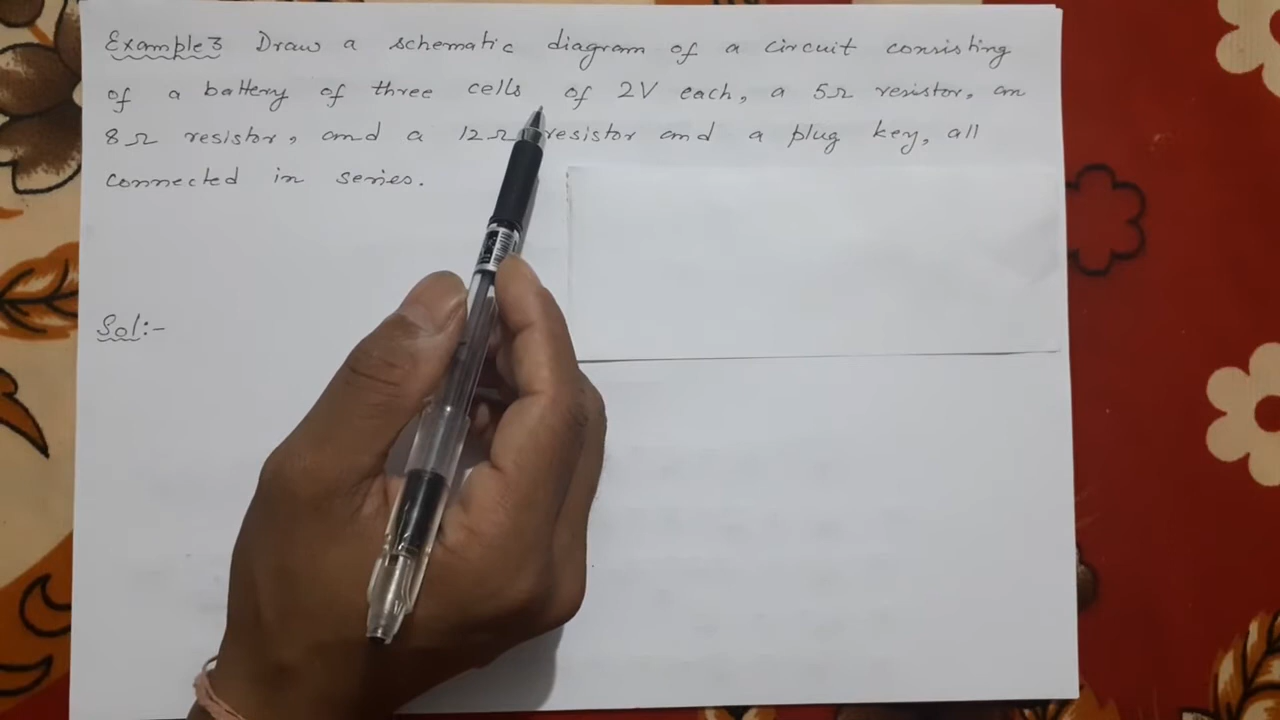 Example 3 Draw a schematic diagram of a circuit consisting
of a battery of three cells of 2V each, a 5Ω resistor, an
8Ω resistor, and a 12Ω resistor and a plug key, all
connected in series.
Sol:-